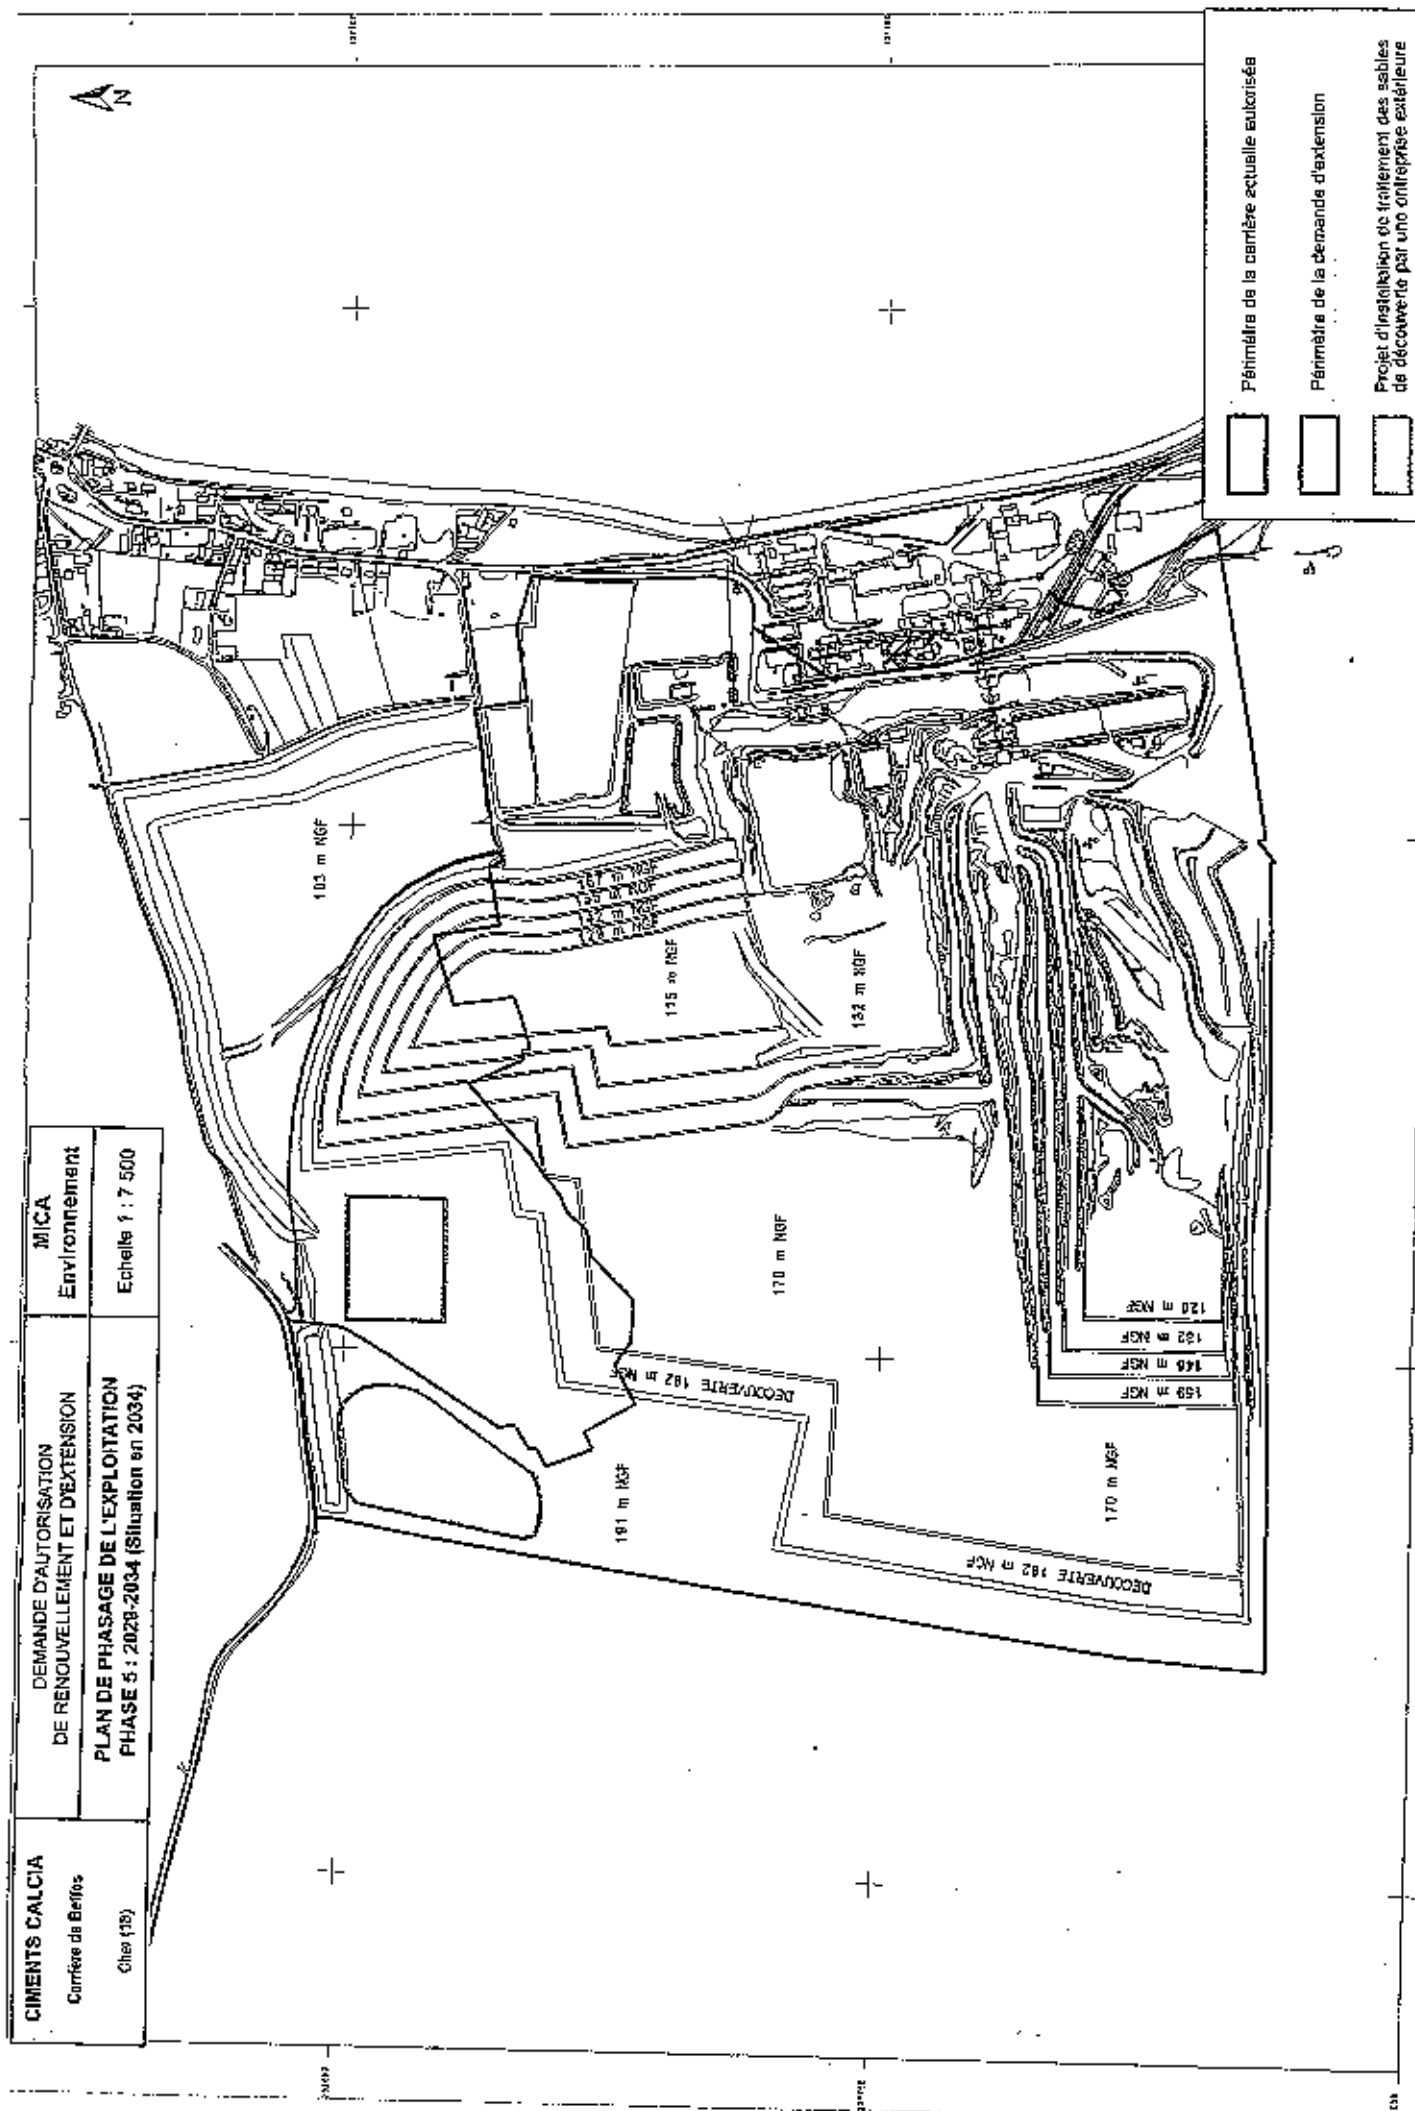 CIMENTS CALCIA
Carrière de Beffes
Cher (18)
DEMANDE D'AUTORISATION
DE RENOUVELLEMENT ET D'EXTENSION
PLAN DE PHASAGE DE L'EXPLOITATION
PHASE 5 : 2029-2034 (Situation en 2034)
MICA
Environnement
Echelle 1 : 7 500
N
103 m NGF
115 m NGF
132 m NGF
170 m NGF
191 m NGF
DECOUVERTE 182 m NGF
DECOUVERTE 182 m NGF
170 m NGF
120 m NGF
132 m NGF
146 m NGF
159 m NGF
Périmètre de la carrière actuelle autorisée
Périmètre de la demande d'extension
Projet d'installation de traitement des sables
de découverte par une entreprise extérieure